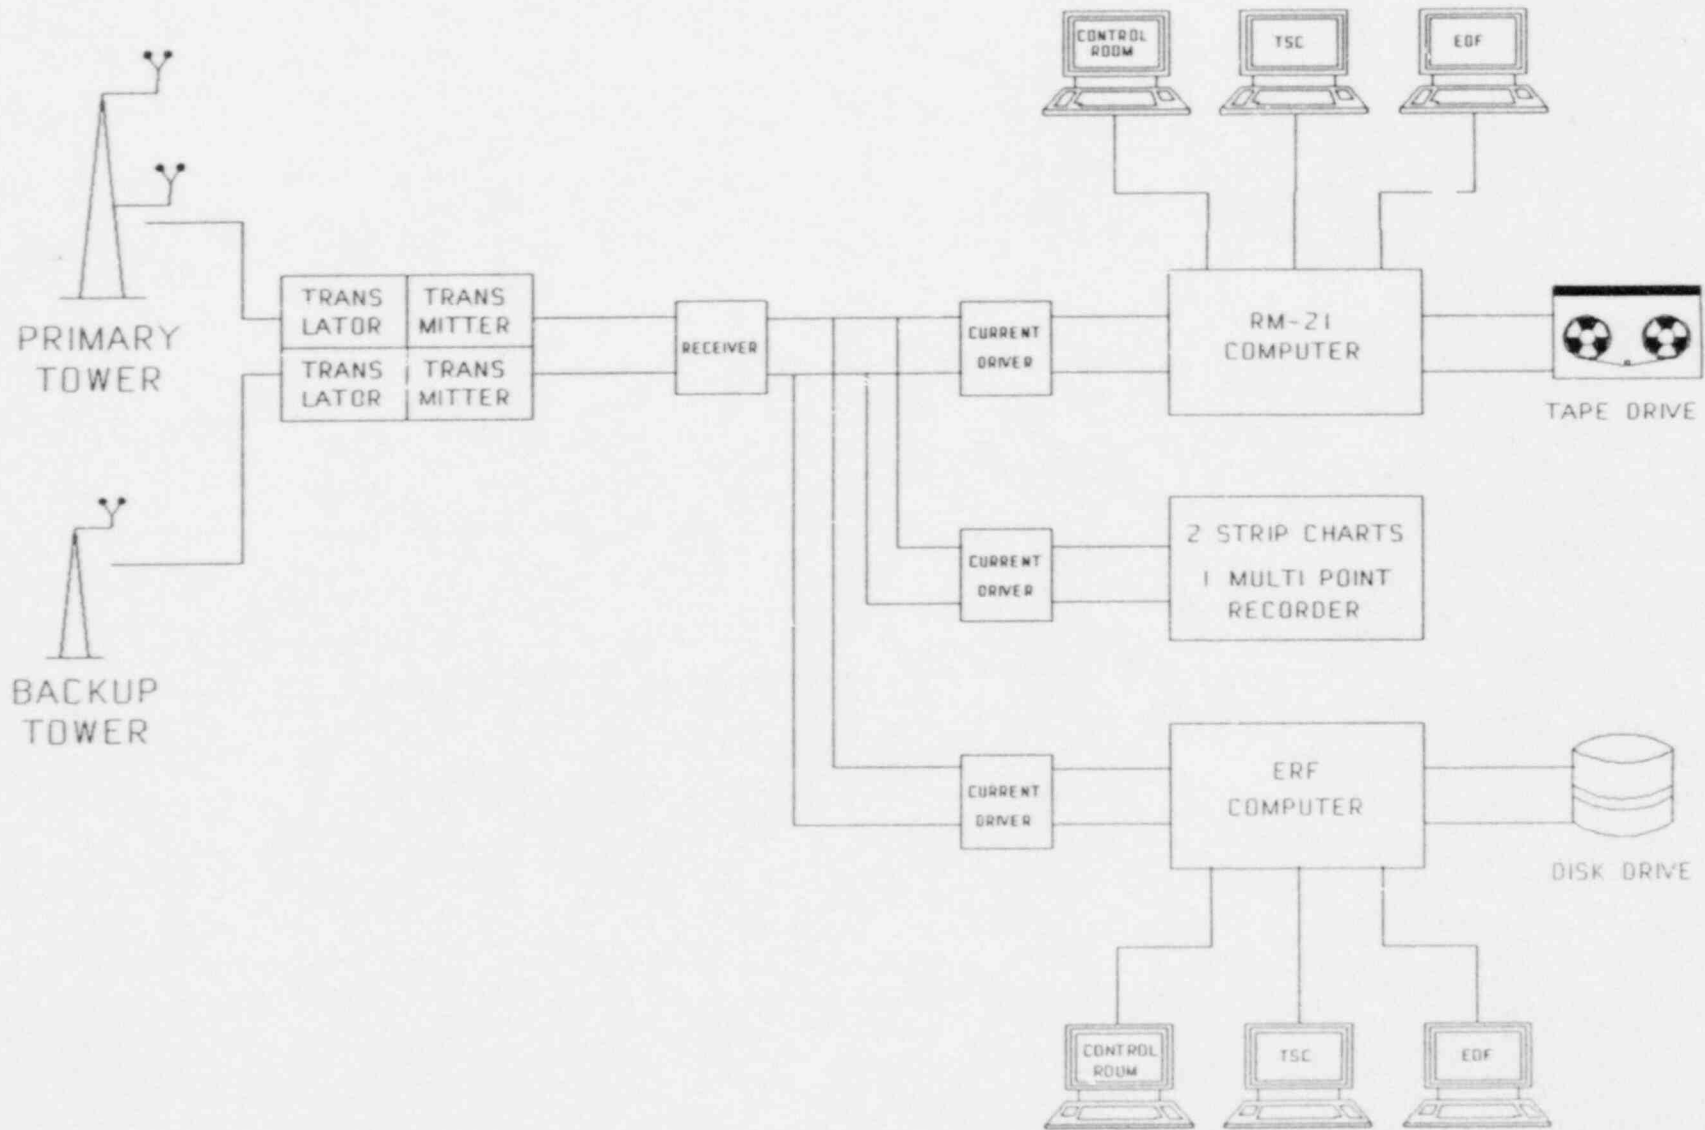 CONTROL
ROOM
TSC
EOF
PRIMARY
TOWER
TRANS
LATOR
TRANS
MITTER
TRANS
LATOR
TRANS
MITTER
RECEIVER
CURRENT
DRIVER
RM-21
COMPUTER
TAPE DRIVE
CURRENT
DRIVER
2 STRIP CHARTS
1 MULTI POINT
RECORDER
BACKUP
TOWER
CURRENT
DRIVER
ERF
COMPUTER
DISK DRIVE
CONTROL
ROOM
TSC
EOF